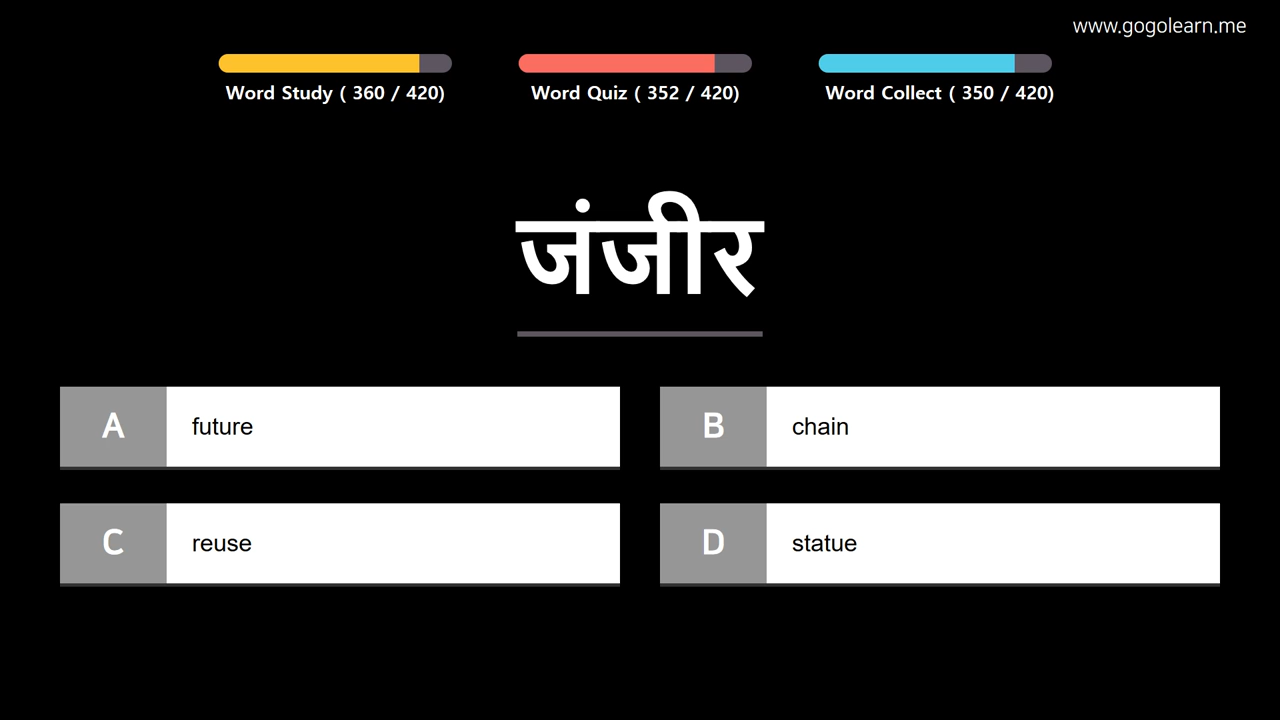 www.gogolearn.me
Word Study ( 360 / 420)
Word Quiz ( 352 / 420)
Word Collect ( 350 / 420)
जंजीर
A future
B chain
C reuse
D statue